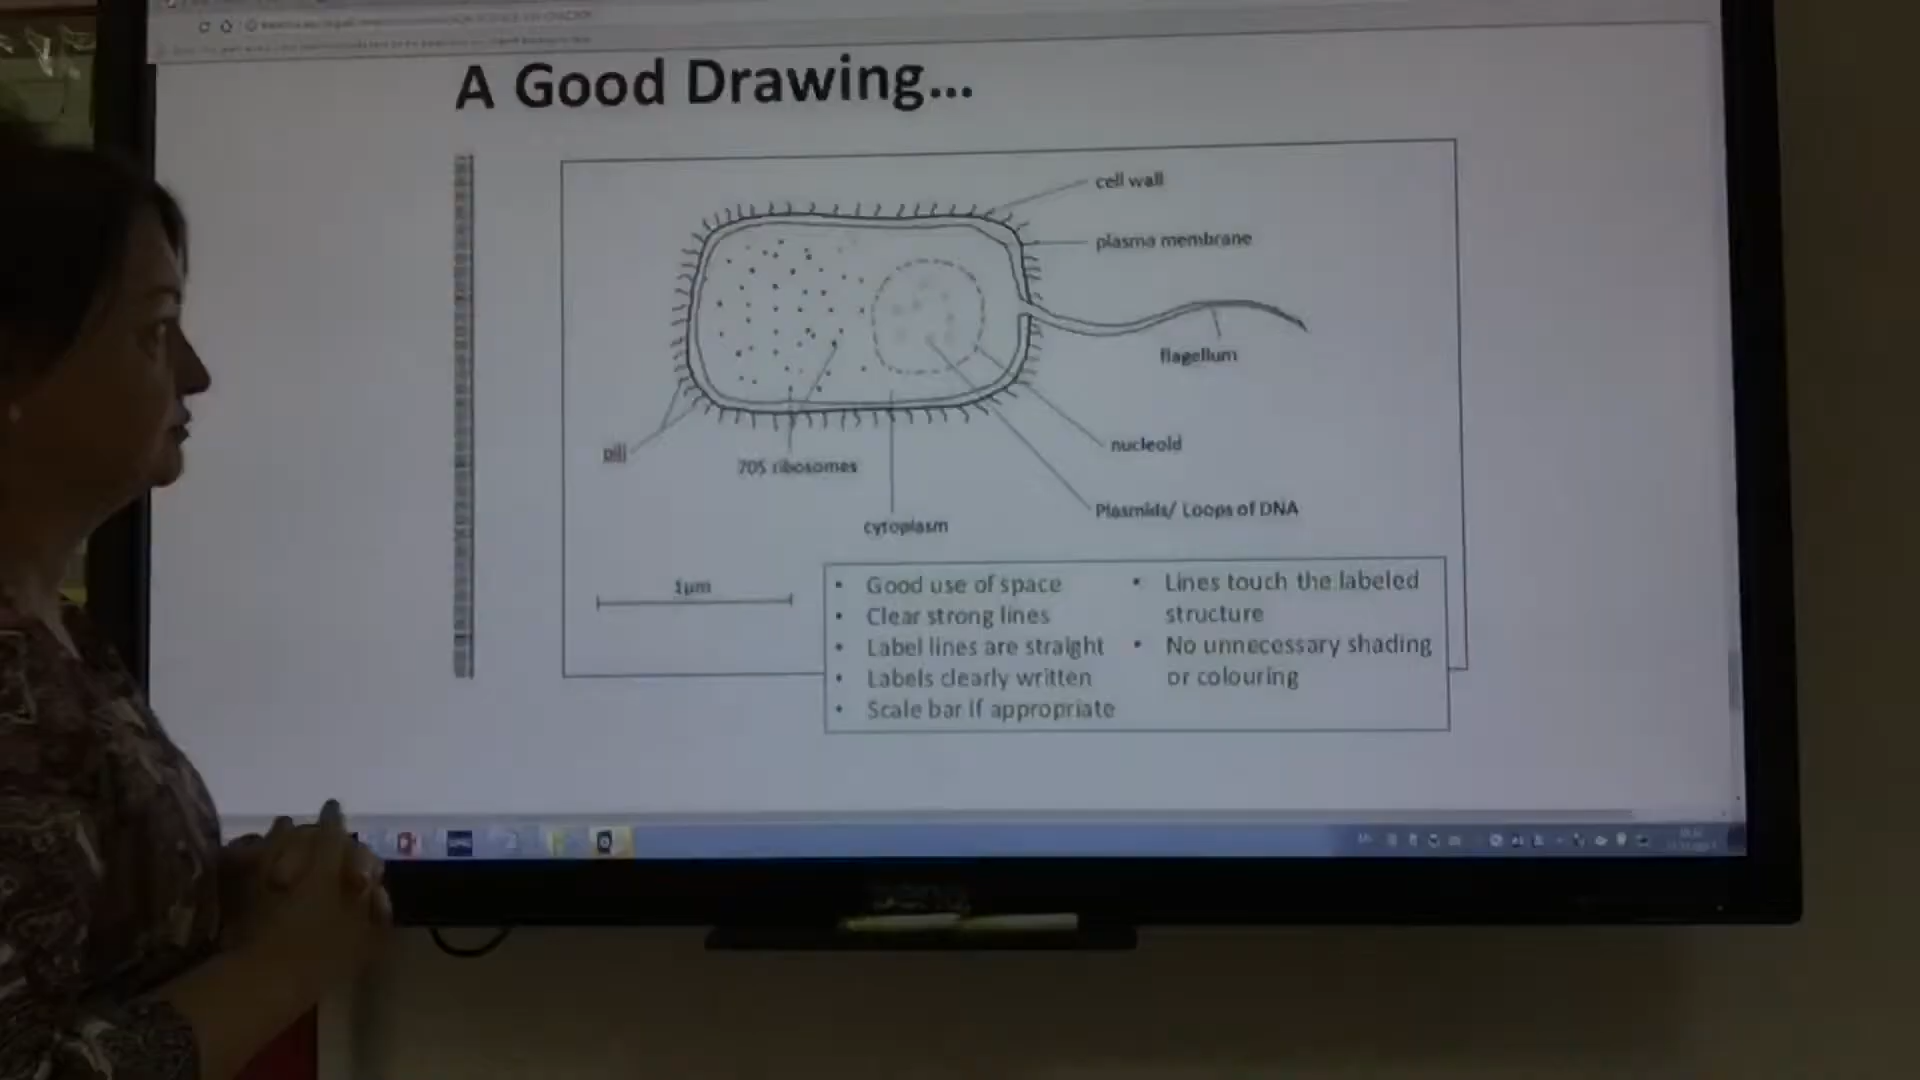 A Good Drawing...
cell wall
plasma membrane
flagellum
nucleoid
Plasmids/ Loops of DNA
pili
70S ribosomes
cytoplasm
1µm
• Good use of space
• Clear strong lines
• Label lines are straight
• Labels clearly written
• Scale bar if appropriate
• Lines touch the labeled
structure
• No unnecessary shading
or colouring
BenQ